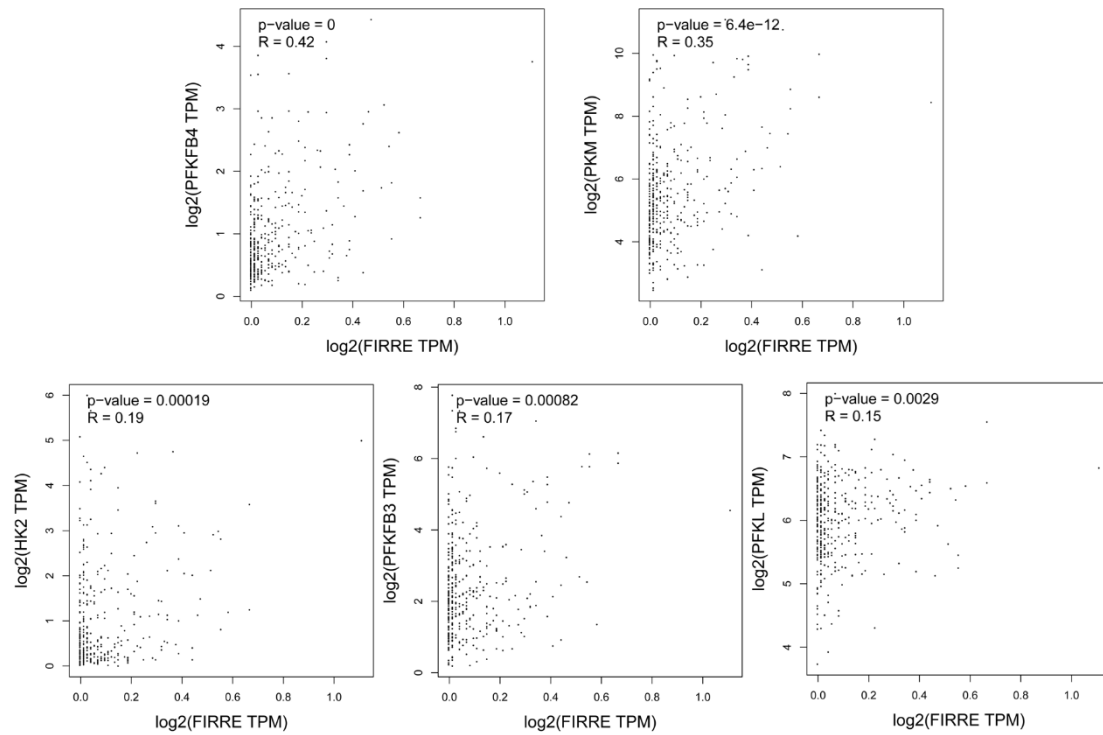 p-value = 0
R = 0.42
log2(PFKFB4 TPM)
4
3
2
1
0
0.0 0.2 0.4 0.6 0.8 1.0
log2(FIRRE TPM)
p-value = 6.4e-12
R = 0.35
log2(PKM TPM)
10
8
6
4
0.0 0.2 0.4 0.6 0.8 1.0
log2(FIRRE TPM)
p-value = 0.00019
R = 0.19
log2(HK2 TPM)
6
5
4
3
2
1
0
0.0 0.2 0.4 0.6 0.8 1.0
log2(FIRRE TPM)
p-value = 0.00082
R = 0.17
log2(PFKFB3 TPM)
8
6
4
2
0
0.0 0.2 0.4 0.6 0.8 1.0
log2(FIRRE TPM)
p-value = 0.0029
R = 0.15
log2(PFKL TPM)
8
7
6
5
4
0.0 0.2 0.4 0.6 0.8 1.0
log2(FIRRE TPM)